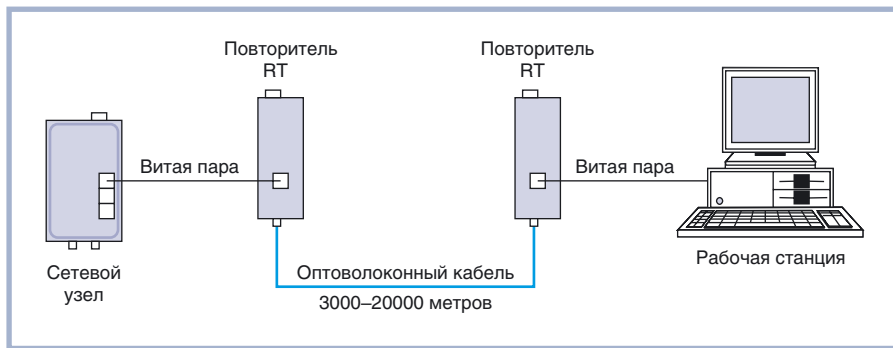 Повторитель
RT
Повторитель
RT
Витая пара
Витая пара
Сетевой
узел
Оптоволоконный кабель
3000–20000 метров
Рабочая станция